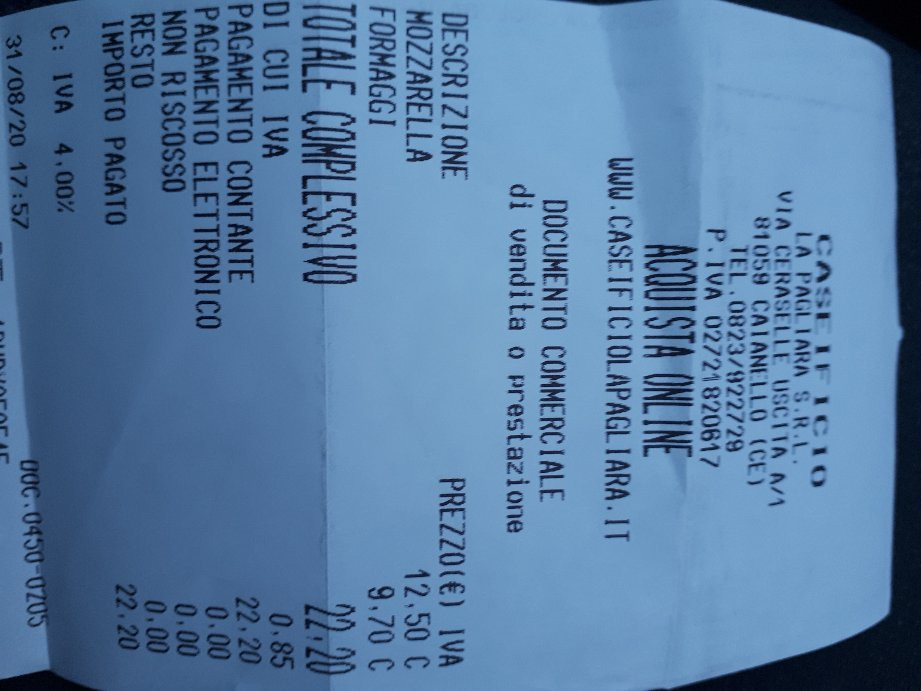 CASEIFICIO
LA PAGLIARA S.R.L.
VIA CERASELLE USCITA A/1
81059 CAIANELLO (CE)
TEL.0823/922729
P.IVA 02721820617
ACQUISTA ONLINE
WWW.CASEIFICIOLAPAGLIARA.IT
DOCUMENTO COMMERCIALE
di vendita o prestazione
DESCRIZIONE PREZZO(€) IVA
MOZZARELLA 12,50 C
FORMAGGI 9,70 C
TOTALE COMPLESSIVO 22,20
DI CUI IVA 0,85
PAGAMENTO CONTANTE 22,20
PAGAMENTO ELETTRONICO 0,00
NON RISCOSSO 0,00
RESTO 0,00
IMPORTO PAGATO 22,20
C: IVA 4,00%
31/08/20 17:57 DOC.0450-0205